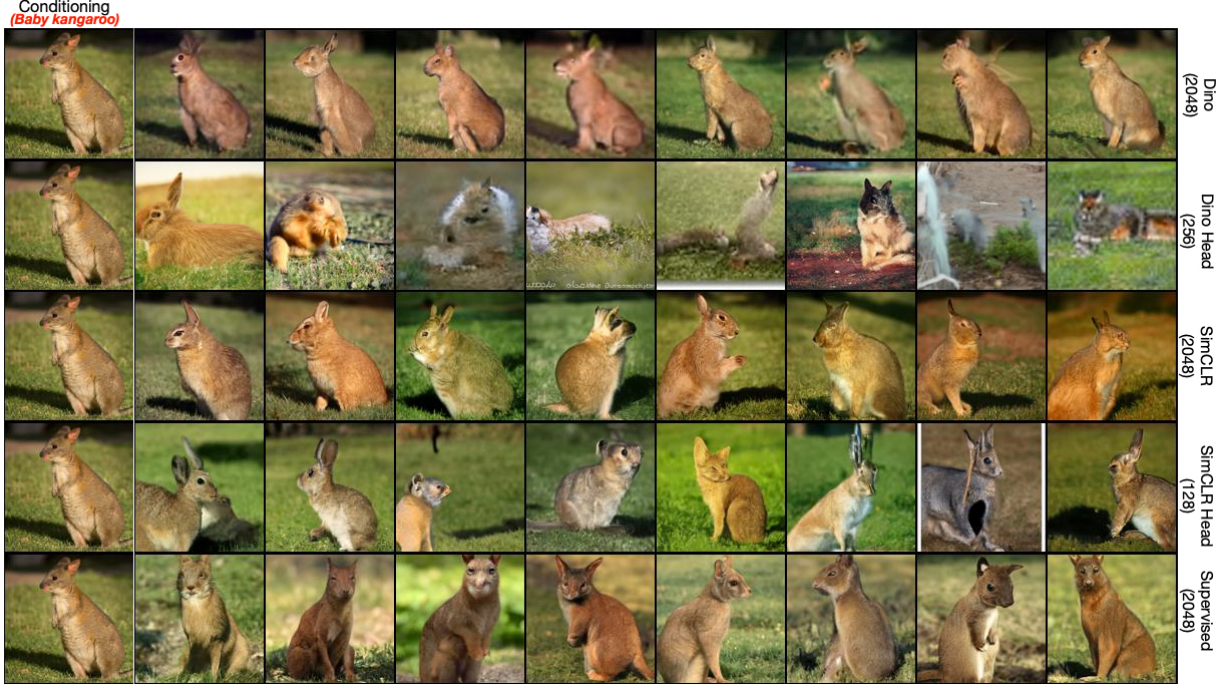 Conditioning
(Baby kangaroo)
Dino
(2048)
Dino Head
(256)
SimCLR
(2048)
SimCLR Head
(128)
Supervised
(2048)